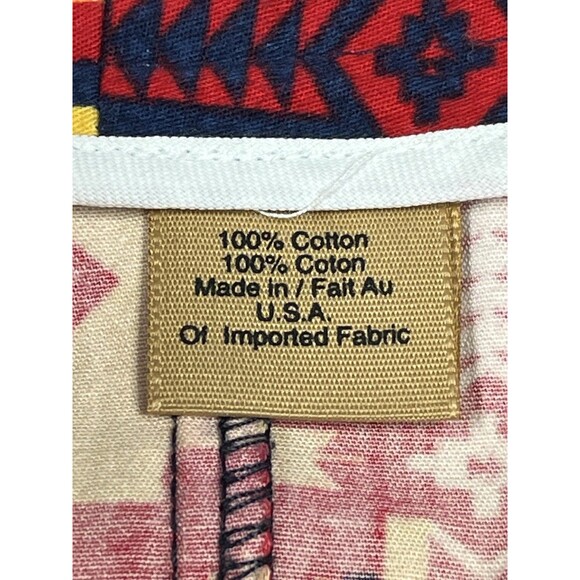 100% Cotton
100% Coton
Made in / Fait Au
U.S.A.
Of Imported Fabric